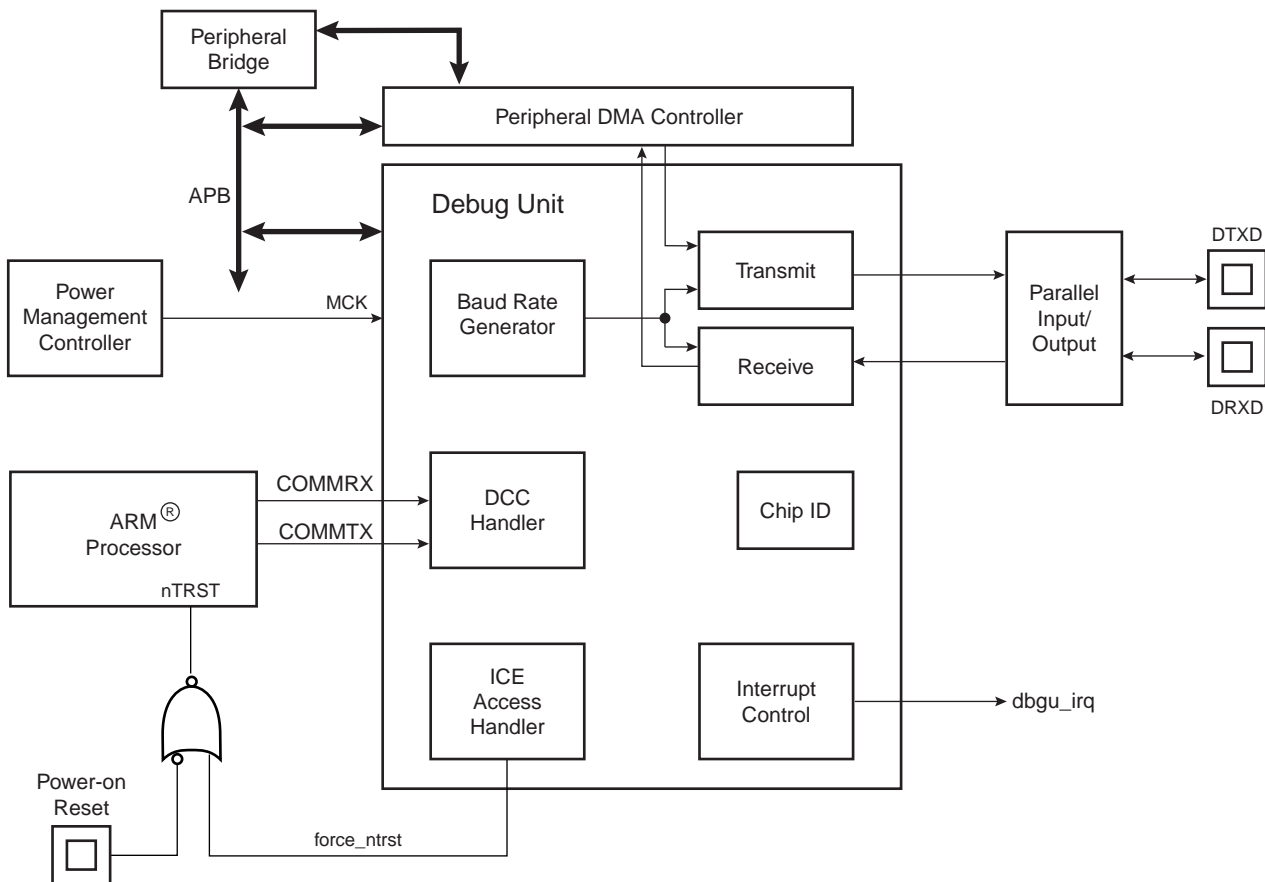 Peripheral
Bridge
Peripheral DMA Controller
APB
Debug Unit
Power
Management
Controller
MCK
Baud Rate
Generator
Transmit
Receive
Parallel
Input/
Output
DTXD
DRXD
ARM®
Processor
nTRST
COMMRX
COMMTX
DCC
Handler
Chip ID
ICE
Access
Handler
Interrupt
Control
dbgu_irq
Power-on
Reset
force_ntrst